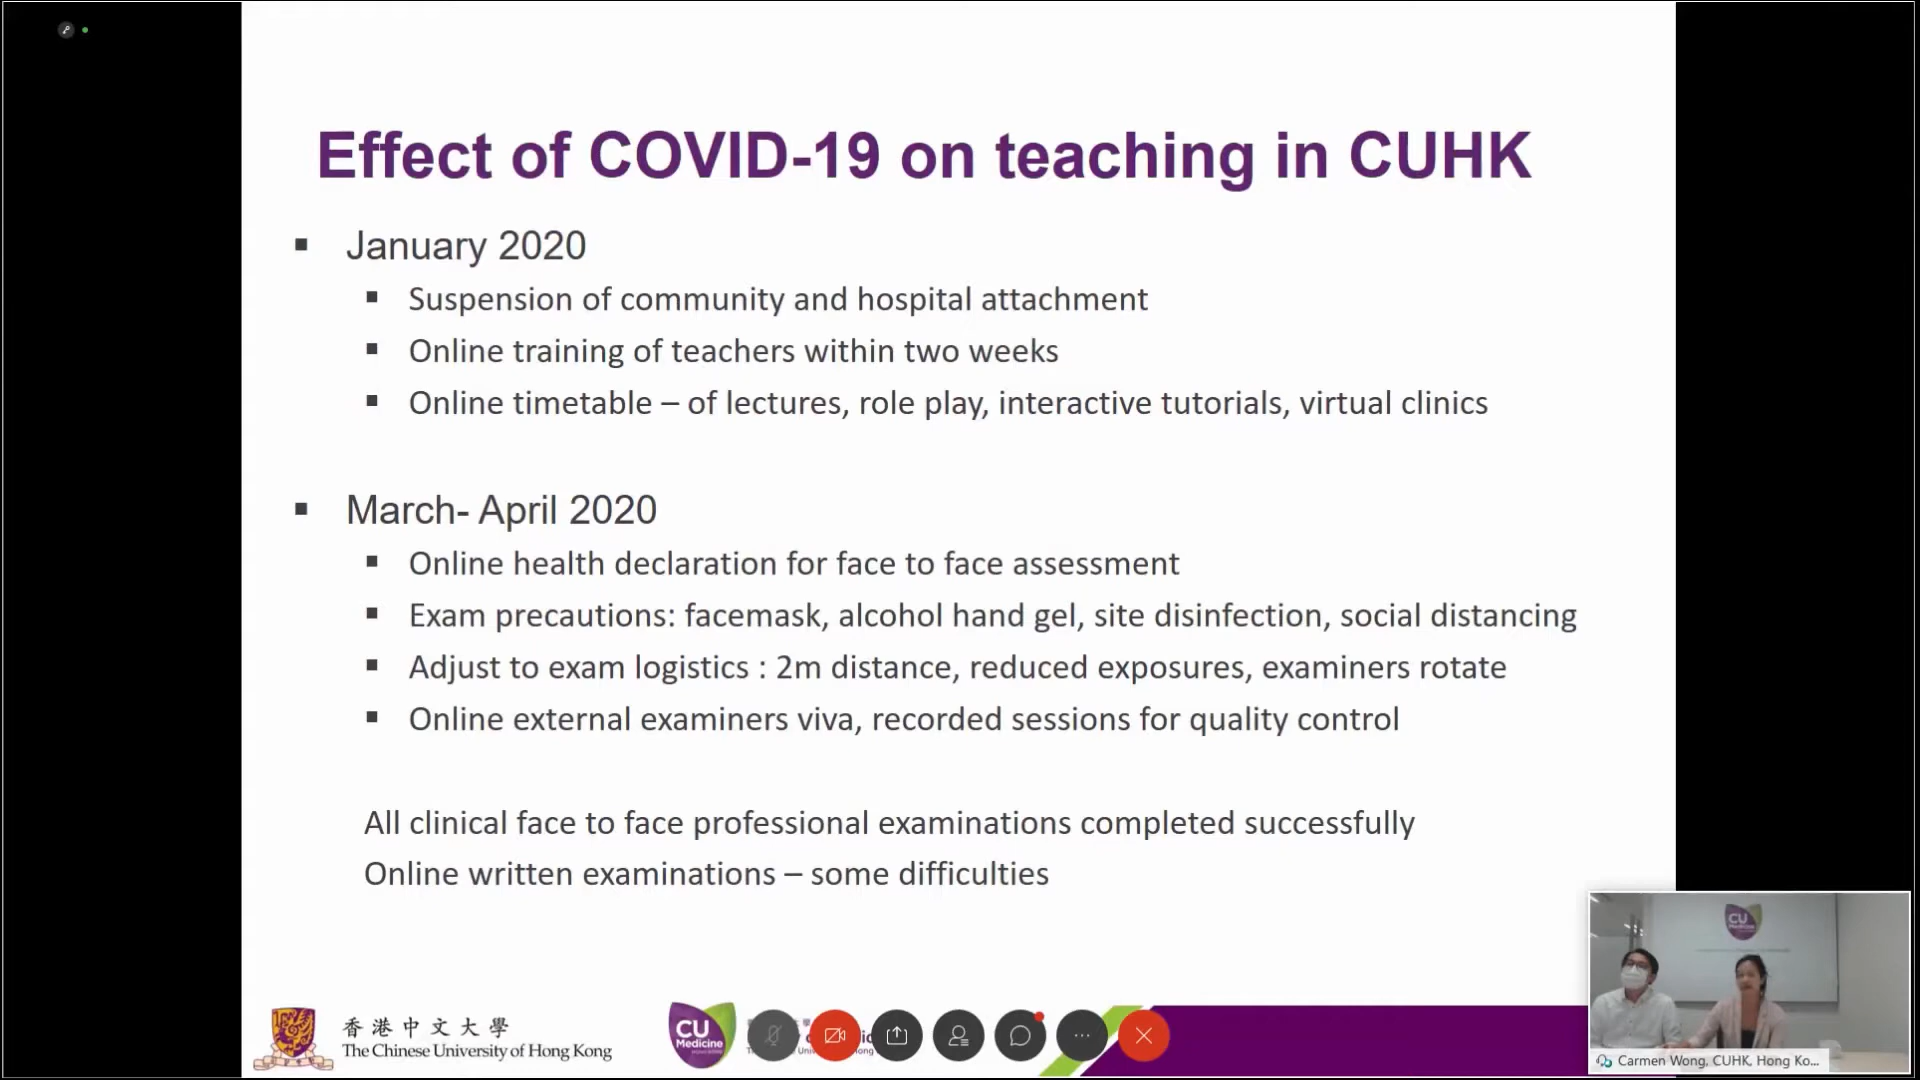 Effect of COVID-19 on teaching in CUHK
January 2020
Suspension of community and hospital attachment
Online training of teachers within two weeks
Online timetable – of lectures, role play, interactive tutorials, virtual clinics
March- April 2020
Online health declaration for face to face assessment
Exam precautions: facemask, alcohol hand gel, site disinfection, social distancing
Adjust to exam logistics : 2m distance, reduced exposures, examiners rotate
Online external examiners viva, recorded sessions for quality control
All clinical face to face professional examinations completed successfully
Online written examinations – some difficulties
香港中文大學
The Chinese University of Hong Kong
CU
Medicine
CU
Medicine
Carmen Wong, CUHK, Hong Ko...